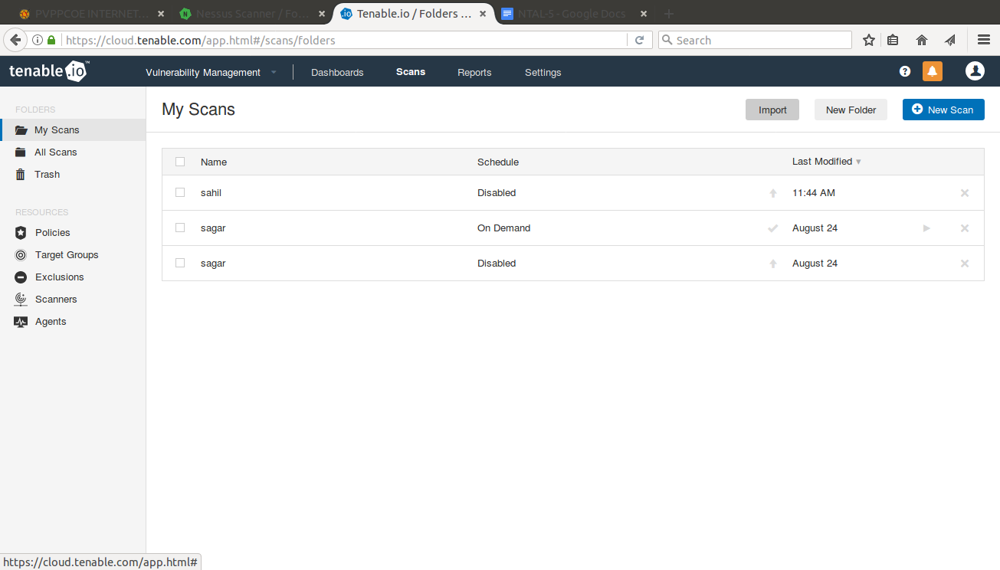 PVPPCOE INTERNET...
Nessus Scanner / Fo...
Tenable.io / Folders ...
NTAL-5 - Google Docs
https://cloud.tenable.com/app.html#/scans/folders
Search
tenable.io™
Vulnerability Management
Dashboards
Scans
Reports
Settings
FOLDERS
My Scans
All Scans
Trash
RESOURCES
Policies
Target Groups
Exclusions
Scanners
Agents
My Scans
Import
New Folder
New Scan
Name Schedule Last Modified
sahil Disabled 11:44 AM
sagar On Demand August 24
sagar Disabled August 24
https://cloud.tenable.com/app.html#